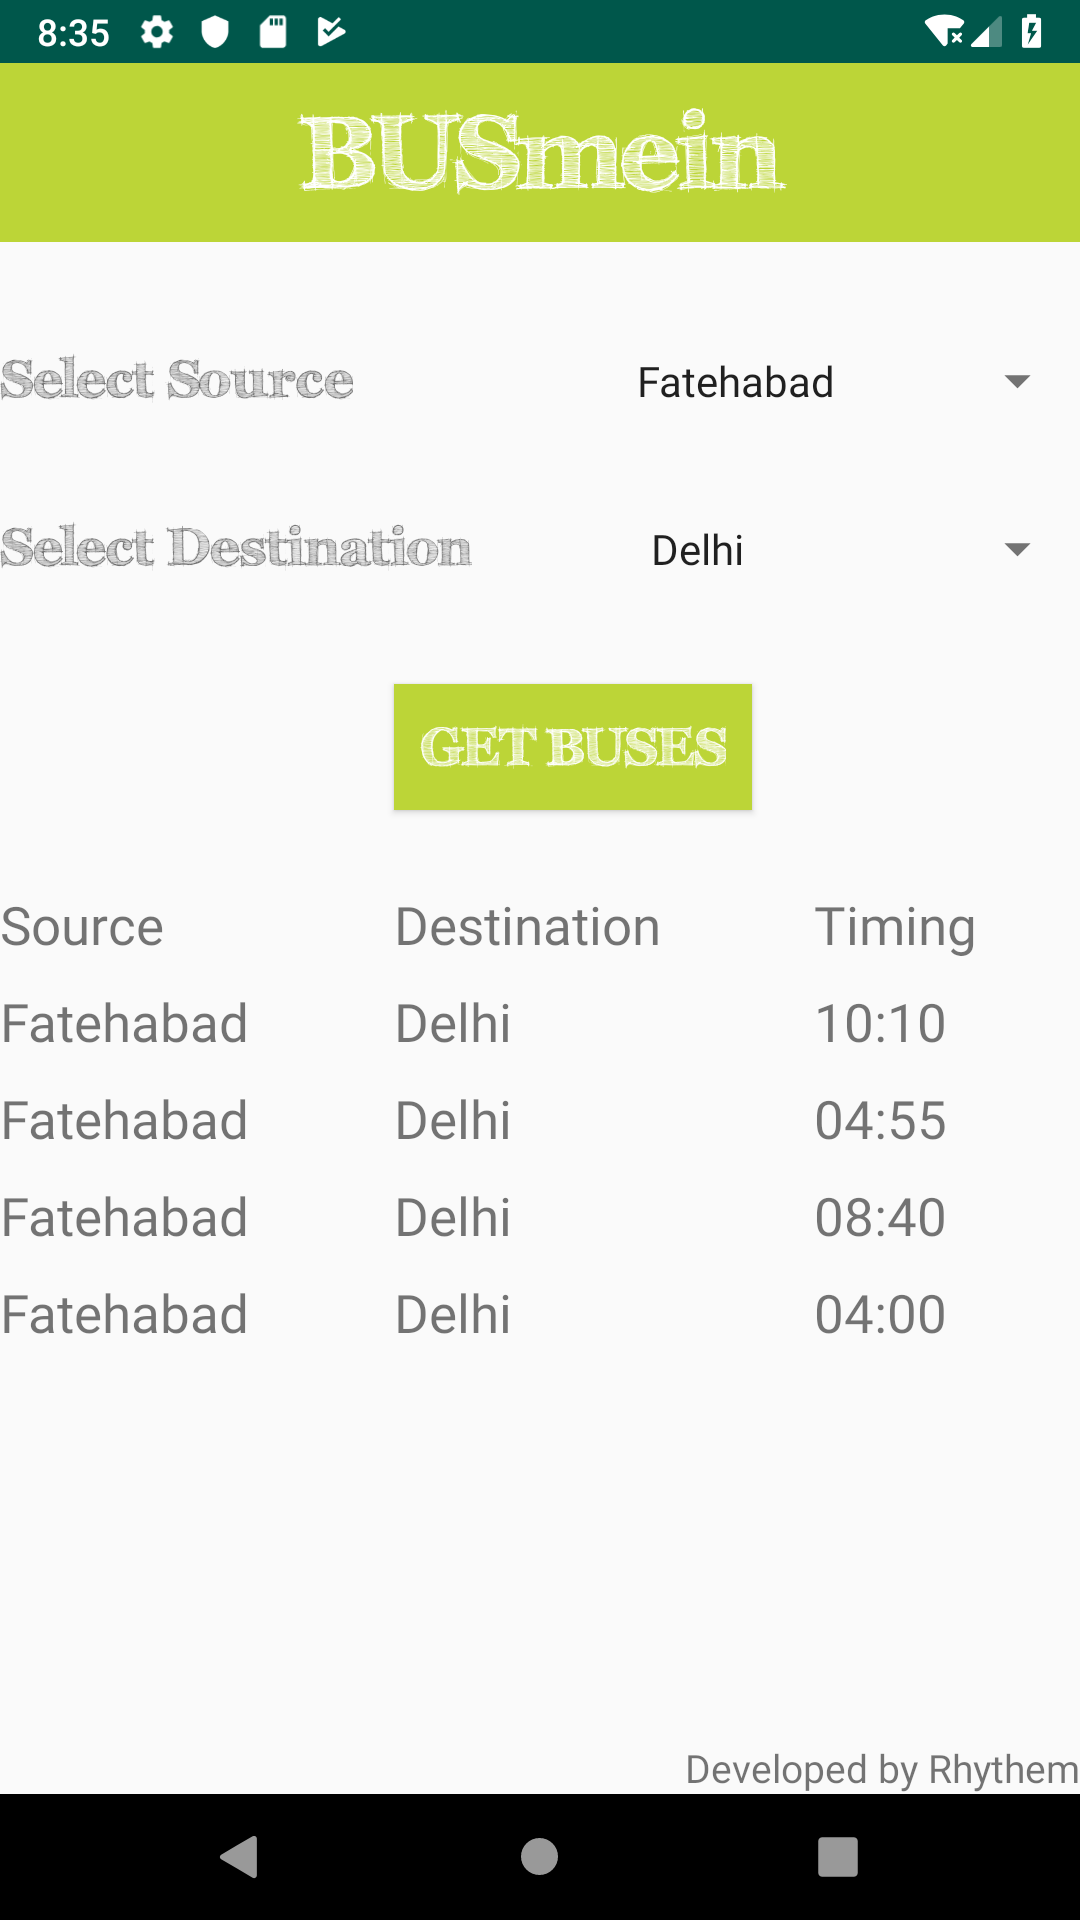 8:35
BUSmein
Select Source Fatehabad
Select Destination Delhi
GET BUSES
Source Destination Timing
Fatehabad Delhi 10:10
Fatehabad Delhi 04:55
Fatehabad Delhi 08:40
Fatehabad Delhi 04:00
Developed by Rhythem